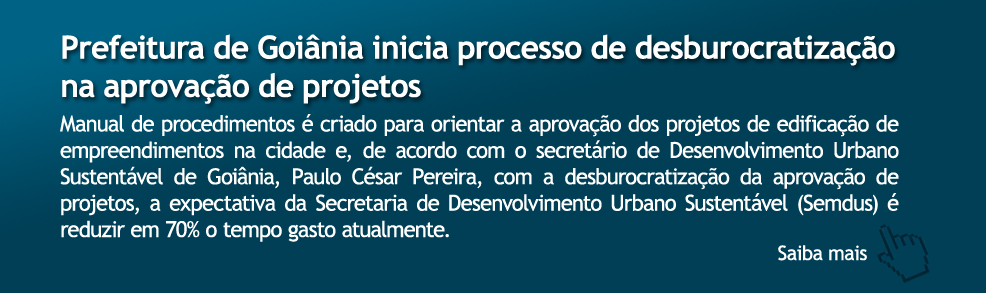 Prefeitura de Goiânia inicia processo de desburocratização
na aprovação de projetos
Manual de procedimentos é criado para orientar a aprovação dos projetos de edificação de
empreendimentos na cidade e, de acordo com o secretário de Desenvolvimento Urbano
Sustentável de Goiânia, Paulo César Pereira, com a desburocratização da aprovação de
projetos, a expectativa da Secretaria de Desenvolvimento Urbano Sustentável (Semdus) é
reduzir em 70% o tempo gasto atualmente.
Saiba mais